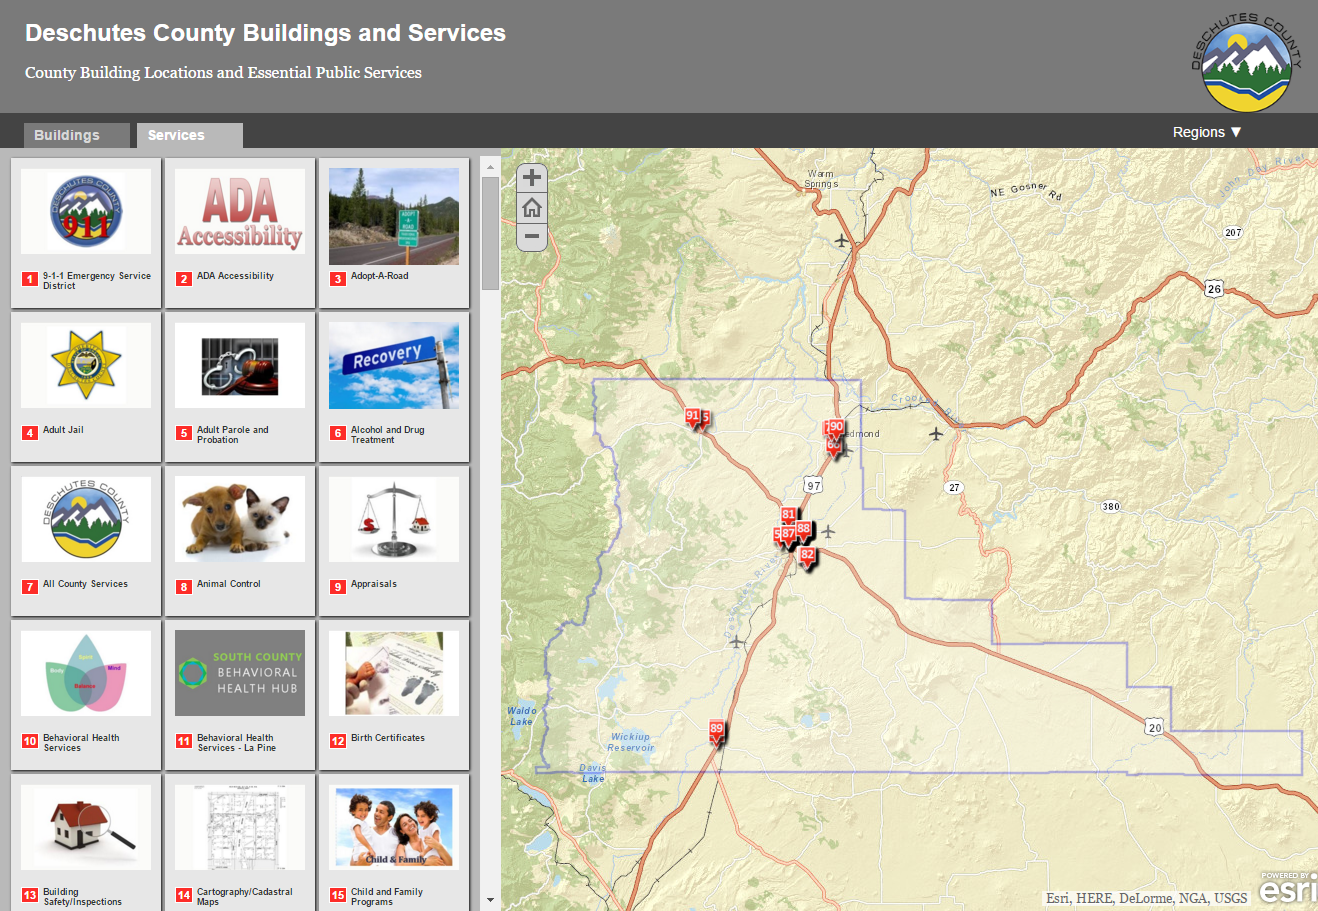 Deschutes County Buildings and Services
County Building Locations and Essential Public Services
DESCHUTES COUNTY
Buildings
Services
Regions ▼
DESCHUTES COUNTY
911
ADA
Accessibility
ADOPT
A
ROAD
1 9-1-1 Emergency Service
District
2 ADA Accessibility
3 Adopt-A-Road
Recovery
4 Adult Jail
5 Adult Parole and
Probation
6 Alcohol and Drug
Treatment
DESCHUTES COUNTY
$
7 All County Services
8 Animal Control
9 Appraisals
Spirit
Body
Mind
Balance
SOUTH COUNTY
BEHAVIORAL
HEALTH HUB
10 Behavioral Health
Services
11 Behavioral Health
Services - La Pine
12 Birth Certificates
Child & Family
13 Building
Safety/Inspections
14 Cartography/Cadastral
Maps
15 Child and Family
Programs
+
−
Warm
Springs
NE Gosner Rd
John Day River
207
26
Crooked River
91
5
90
66
edmond
97
27
380
81
5
87
88
82
Deschutes River
89
20
Waldo
Lake
Wickiup
Reservoir
Davis
Lake
Esri, HERE, DeLorme, NGA, USGS
POWERED BY
esri